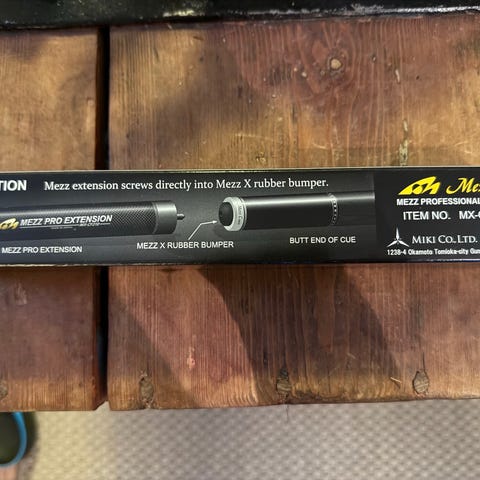 TION
Mezz extension screws directly into Mezz X rubber bumper.
MEZZ PRO EXTENSION
MEZZ PRO EXTENSION
MEZZ X RUBBER BUMPER
BUTT END OF CUE
Mez
MEZZ PROFESSIONAL
ITEM NO. MX-
MIKI CO.,LTD.
1238-4 Okamoto Tomioka-city Gun